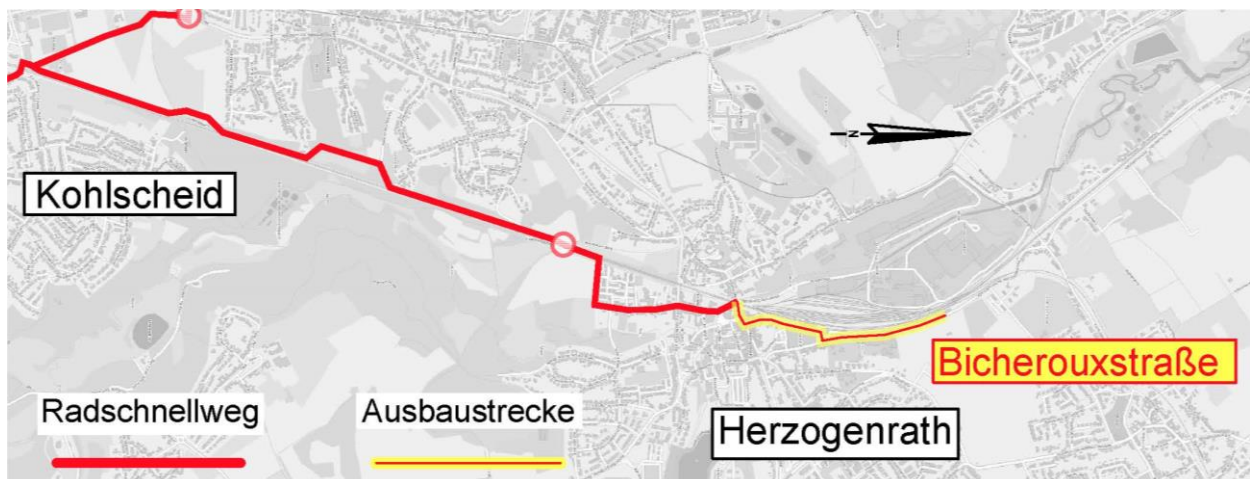 N
Kohlscheid
Bicherouxstraße
Radschnellweg
Ausbaustrecke
Herzogenrath